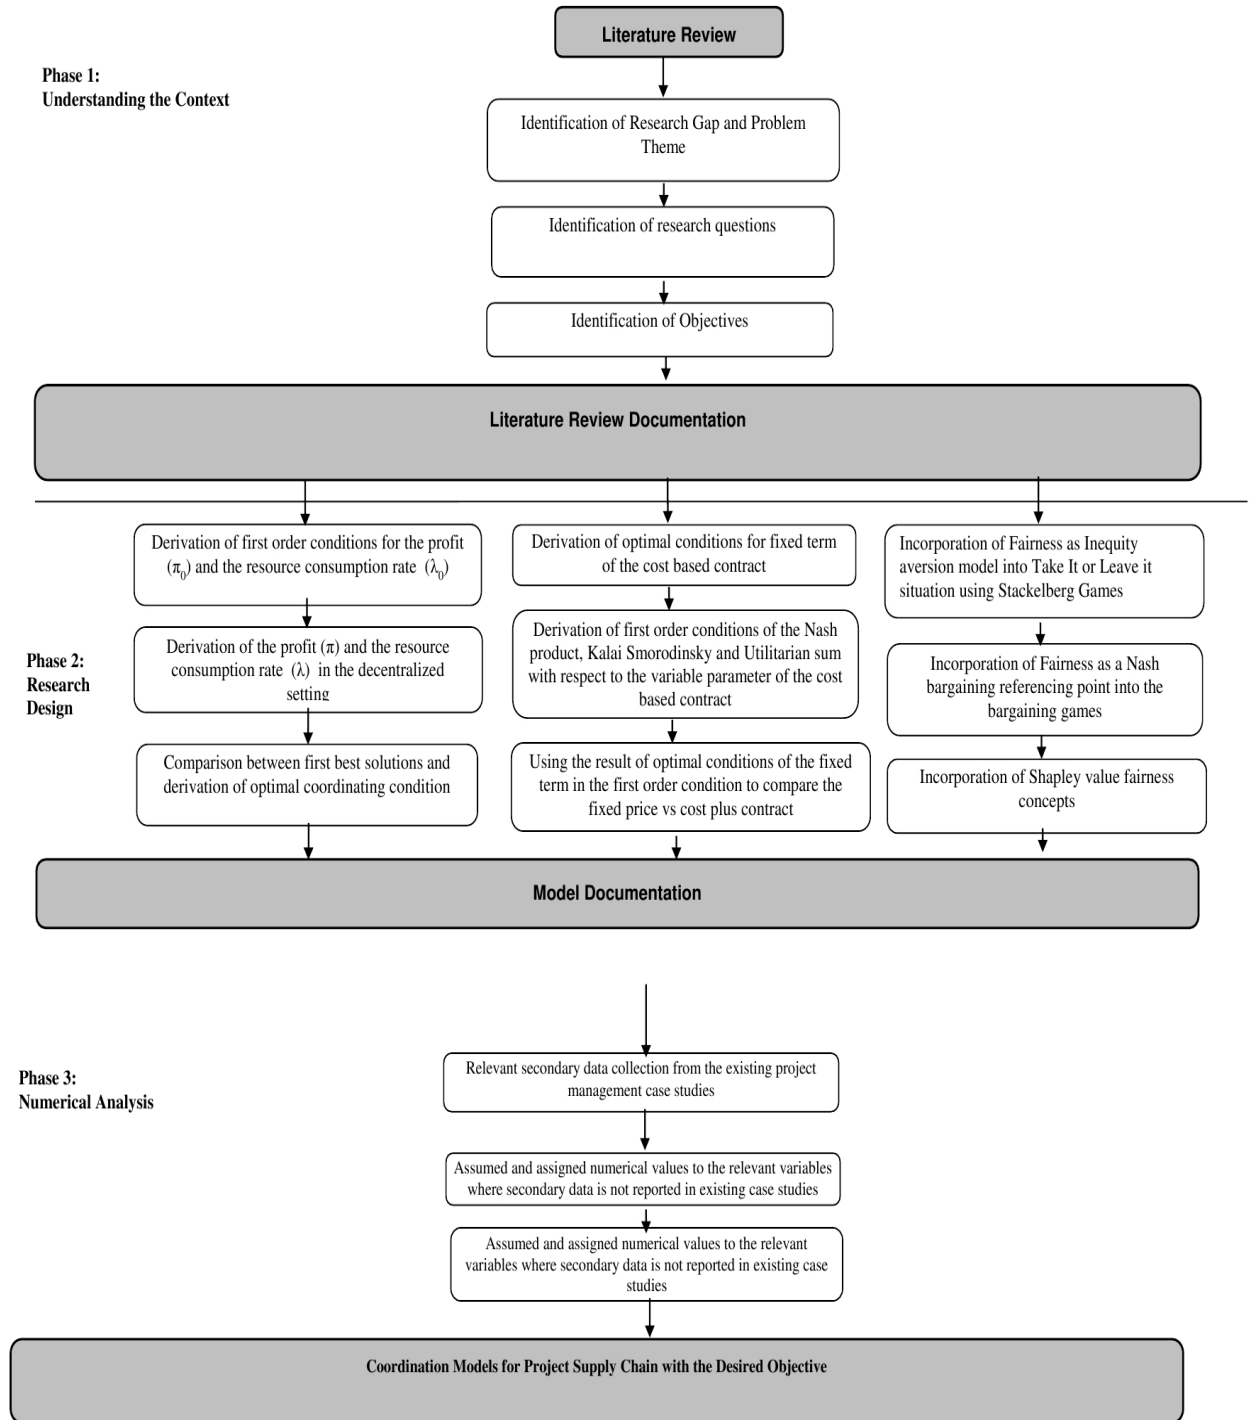 Literature Review
Phase 1:
Understanding the Context
Identification of Research Gap and Problem
Theme
Identification of research questions
Identification of Objectives
Literature Review Documentation
Phase 2:
Research
Design
Derivation of first order conditions for the profit
(π₀) and the resource consumption rate (λ₀)
Derivation of the profit (π) and the resource
consumption rate (λ) in the decentralized
setting
Comparison between first best solutions and
derivation of optimal coordinating condition
Derivation of optimal conditions for fixed term
of the cost based contract
Derivation of first order conditions of the Nash
product, Kalai Smorodinsky and Utilitarian sum
with respect to the variable parameter of the cost
based contract
Using the result of optimal conditions of the fixed
term in the first order condition to compare the
fixed price vs cost plus contract
Incorporation of Fairness as Inequity
aversion model into Take It or Leave it
situation using Stackelberg Games
Incorporation of Fairness as a Nash
bargaining referencing point into the
bargaining games
Incorporation of Shapley value fairness
concepts
Model Documentation
Phase 3:
Numerical Analysis
Relevant secondary data collection from the existing project
management case studies
Assumed and assigned numerical values to the relevant variables
where secondary data is not reported in existing case studies
Assumed and assigned numerical values to the relevant
variables where secondary data is not reported in existing case
studies
Coordination Models for Project Supply Chain with the Desired Objective